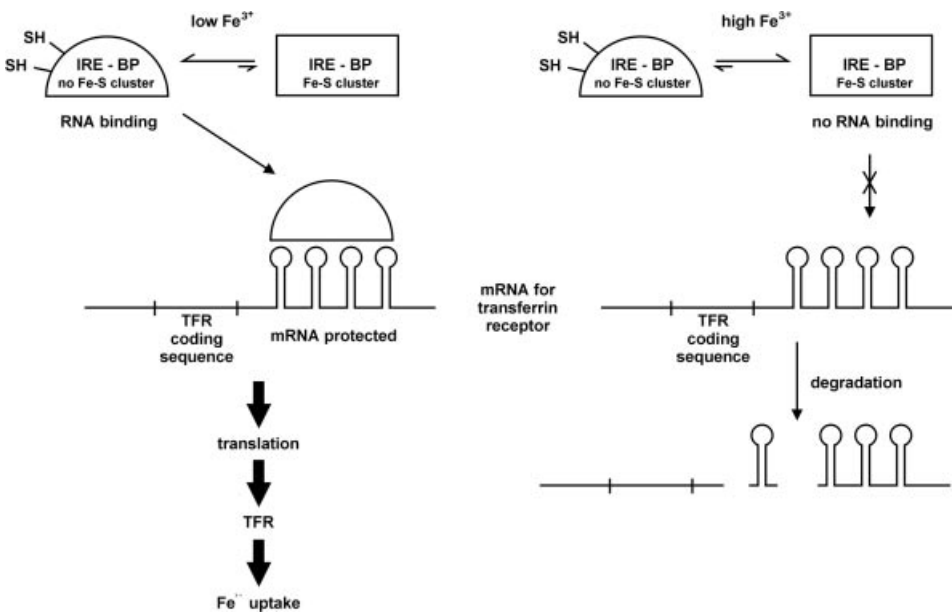 low Fe³⁺
SH
SH
IRE - BP
no Fe-S cluster
IRE - BP
Fe-S cluster
RNA binding
TFR
coding
sequence
mRNA protected
translation
TFR
Fe uptake
high Fe³⁺
SH
SH
IRE - BP
no Fe-S cluster
IRE - BP
Fe-S cluster
no RNA binding
mRNA for
transferrin
receptor
TFR
coding
sequence
degradation